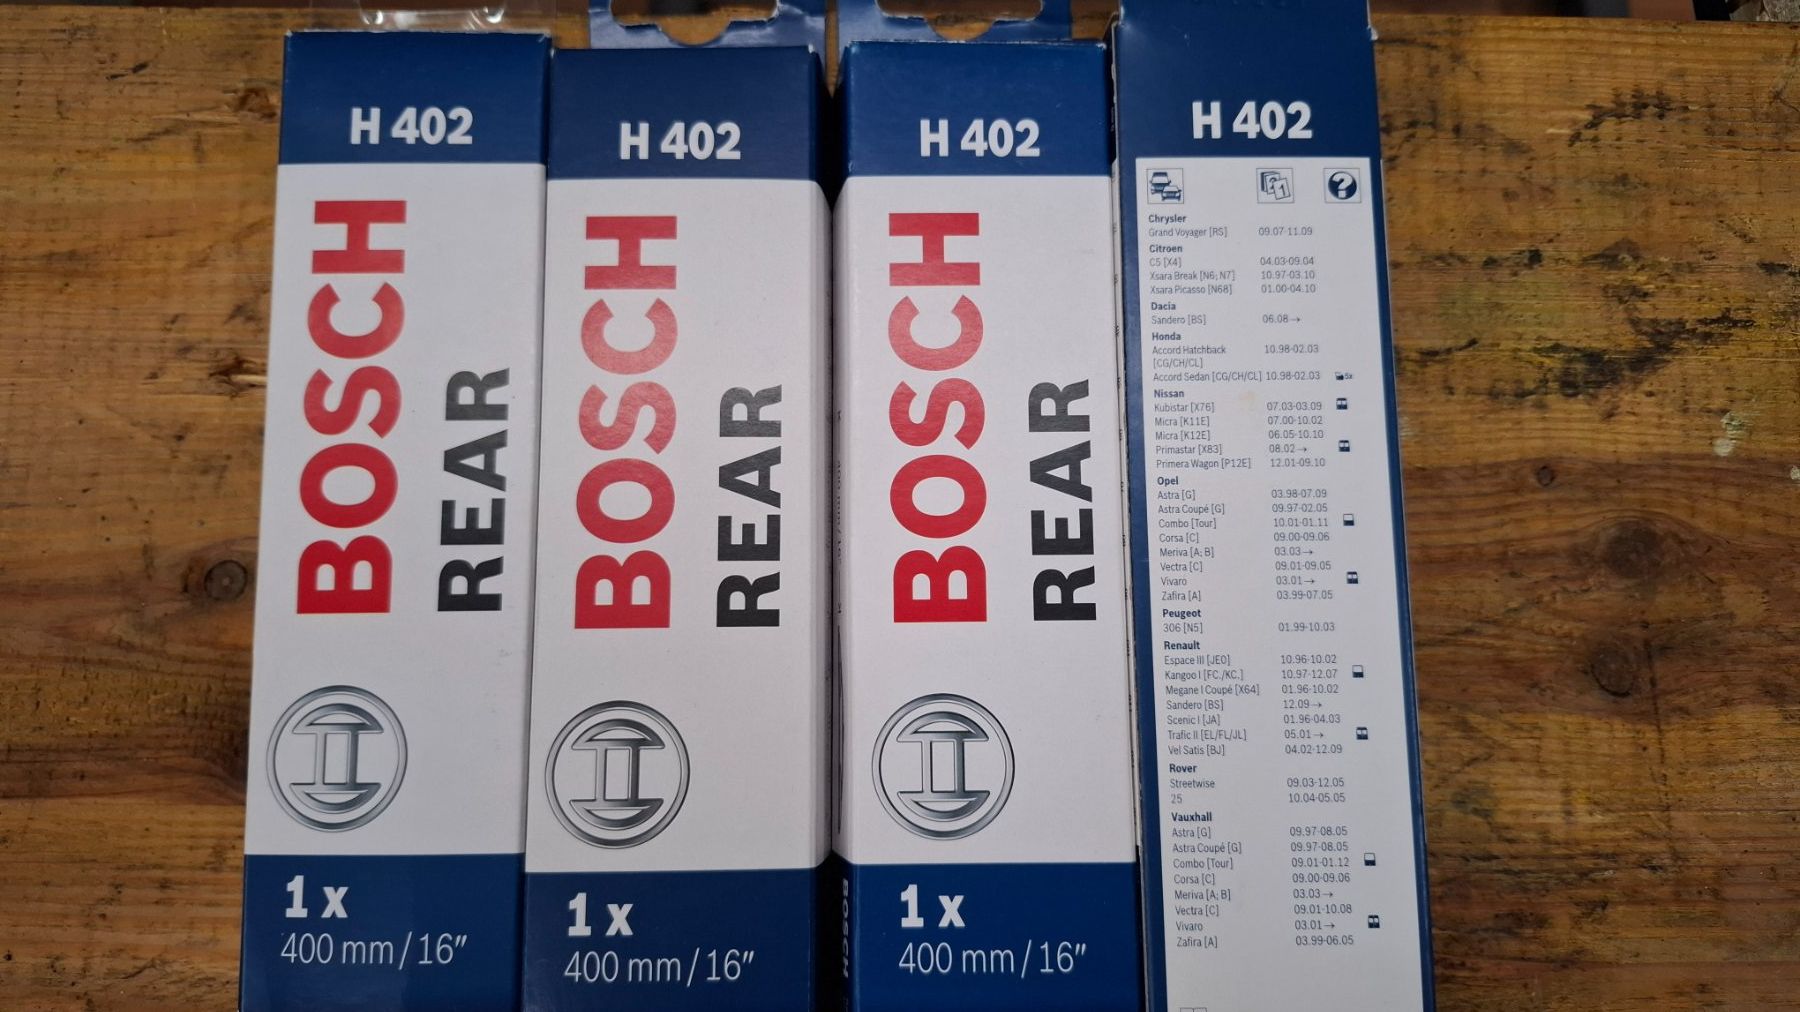 H 402
BOSCH
REAR
1 x
400 mm / 16″
H 402
BOSCH
REAR
1 x
400 mm / 16″
H 402
BOSCH
REAR
1 x
400 mm / 16″
BOSCH
H 402
Chrysler
Grand Voyager [RS] 09.07-11.09
Citroen
C5 [X4] 04.03-09.04
Xsara Break [N6; N7] 10.97-03.10
Xsara Picasso [N68] 01.00-04.10
Dacia
Sandero [BS] 06.08→
Honda
Accord Hatchback 10.98-02.03
[CG/CH/CL]
Accord Sedan [CG/CH/CL] 10.98-02.03 5x
Nissan
Kubistar [X76] 07.03-03.09
Micra [K11E] 07.00-10.02
Micra [K12E] 06.05-10.10
Primastar [X83] 08.02→
Primera Wagon [P12E] 12.01-09.10
Opel
Astra [G] 03.98-07.09
Astra Coupé [G] 09.97-02.05
Combo [Tour] 10.01-01.11
Corsa [C] 09.00-09.06
Meriva [A; B] 03.03→
Vectra [C] 09.01-09.05
Vivaro 03.01→
Zafira [A] 03.99-07.05
Peugeot
306 [N5] 01.99-10.03
Renault
Espace III [JE0] 10.96-10.02
Kangoo I [FC./KC.] 10.97-12.07
Megane I Coupé [X64] 01.96-10.02
Sandero [BS] 12.09→
Scenic I [JA] 01.96-04.03
Trafic II [EL/FL/JL] 05.01→
Vel Satis [BJ] 04.02-12.09
Rover
Streetwise 09.03-12.05
25 10.04-05.05
Vauxhall
Astra [G] 09.97-08.05
Astra Coupé [G] 09.97-08.05
Combo [Tour] 09.01-01.12
Corsa [C] 09.00-09.06
Meriva [A; B] 03.03→
Vectra [C] 09.01-10.08
Vivaro 03.01→
Zafira [A] 03.99-06.05